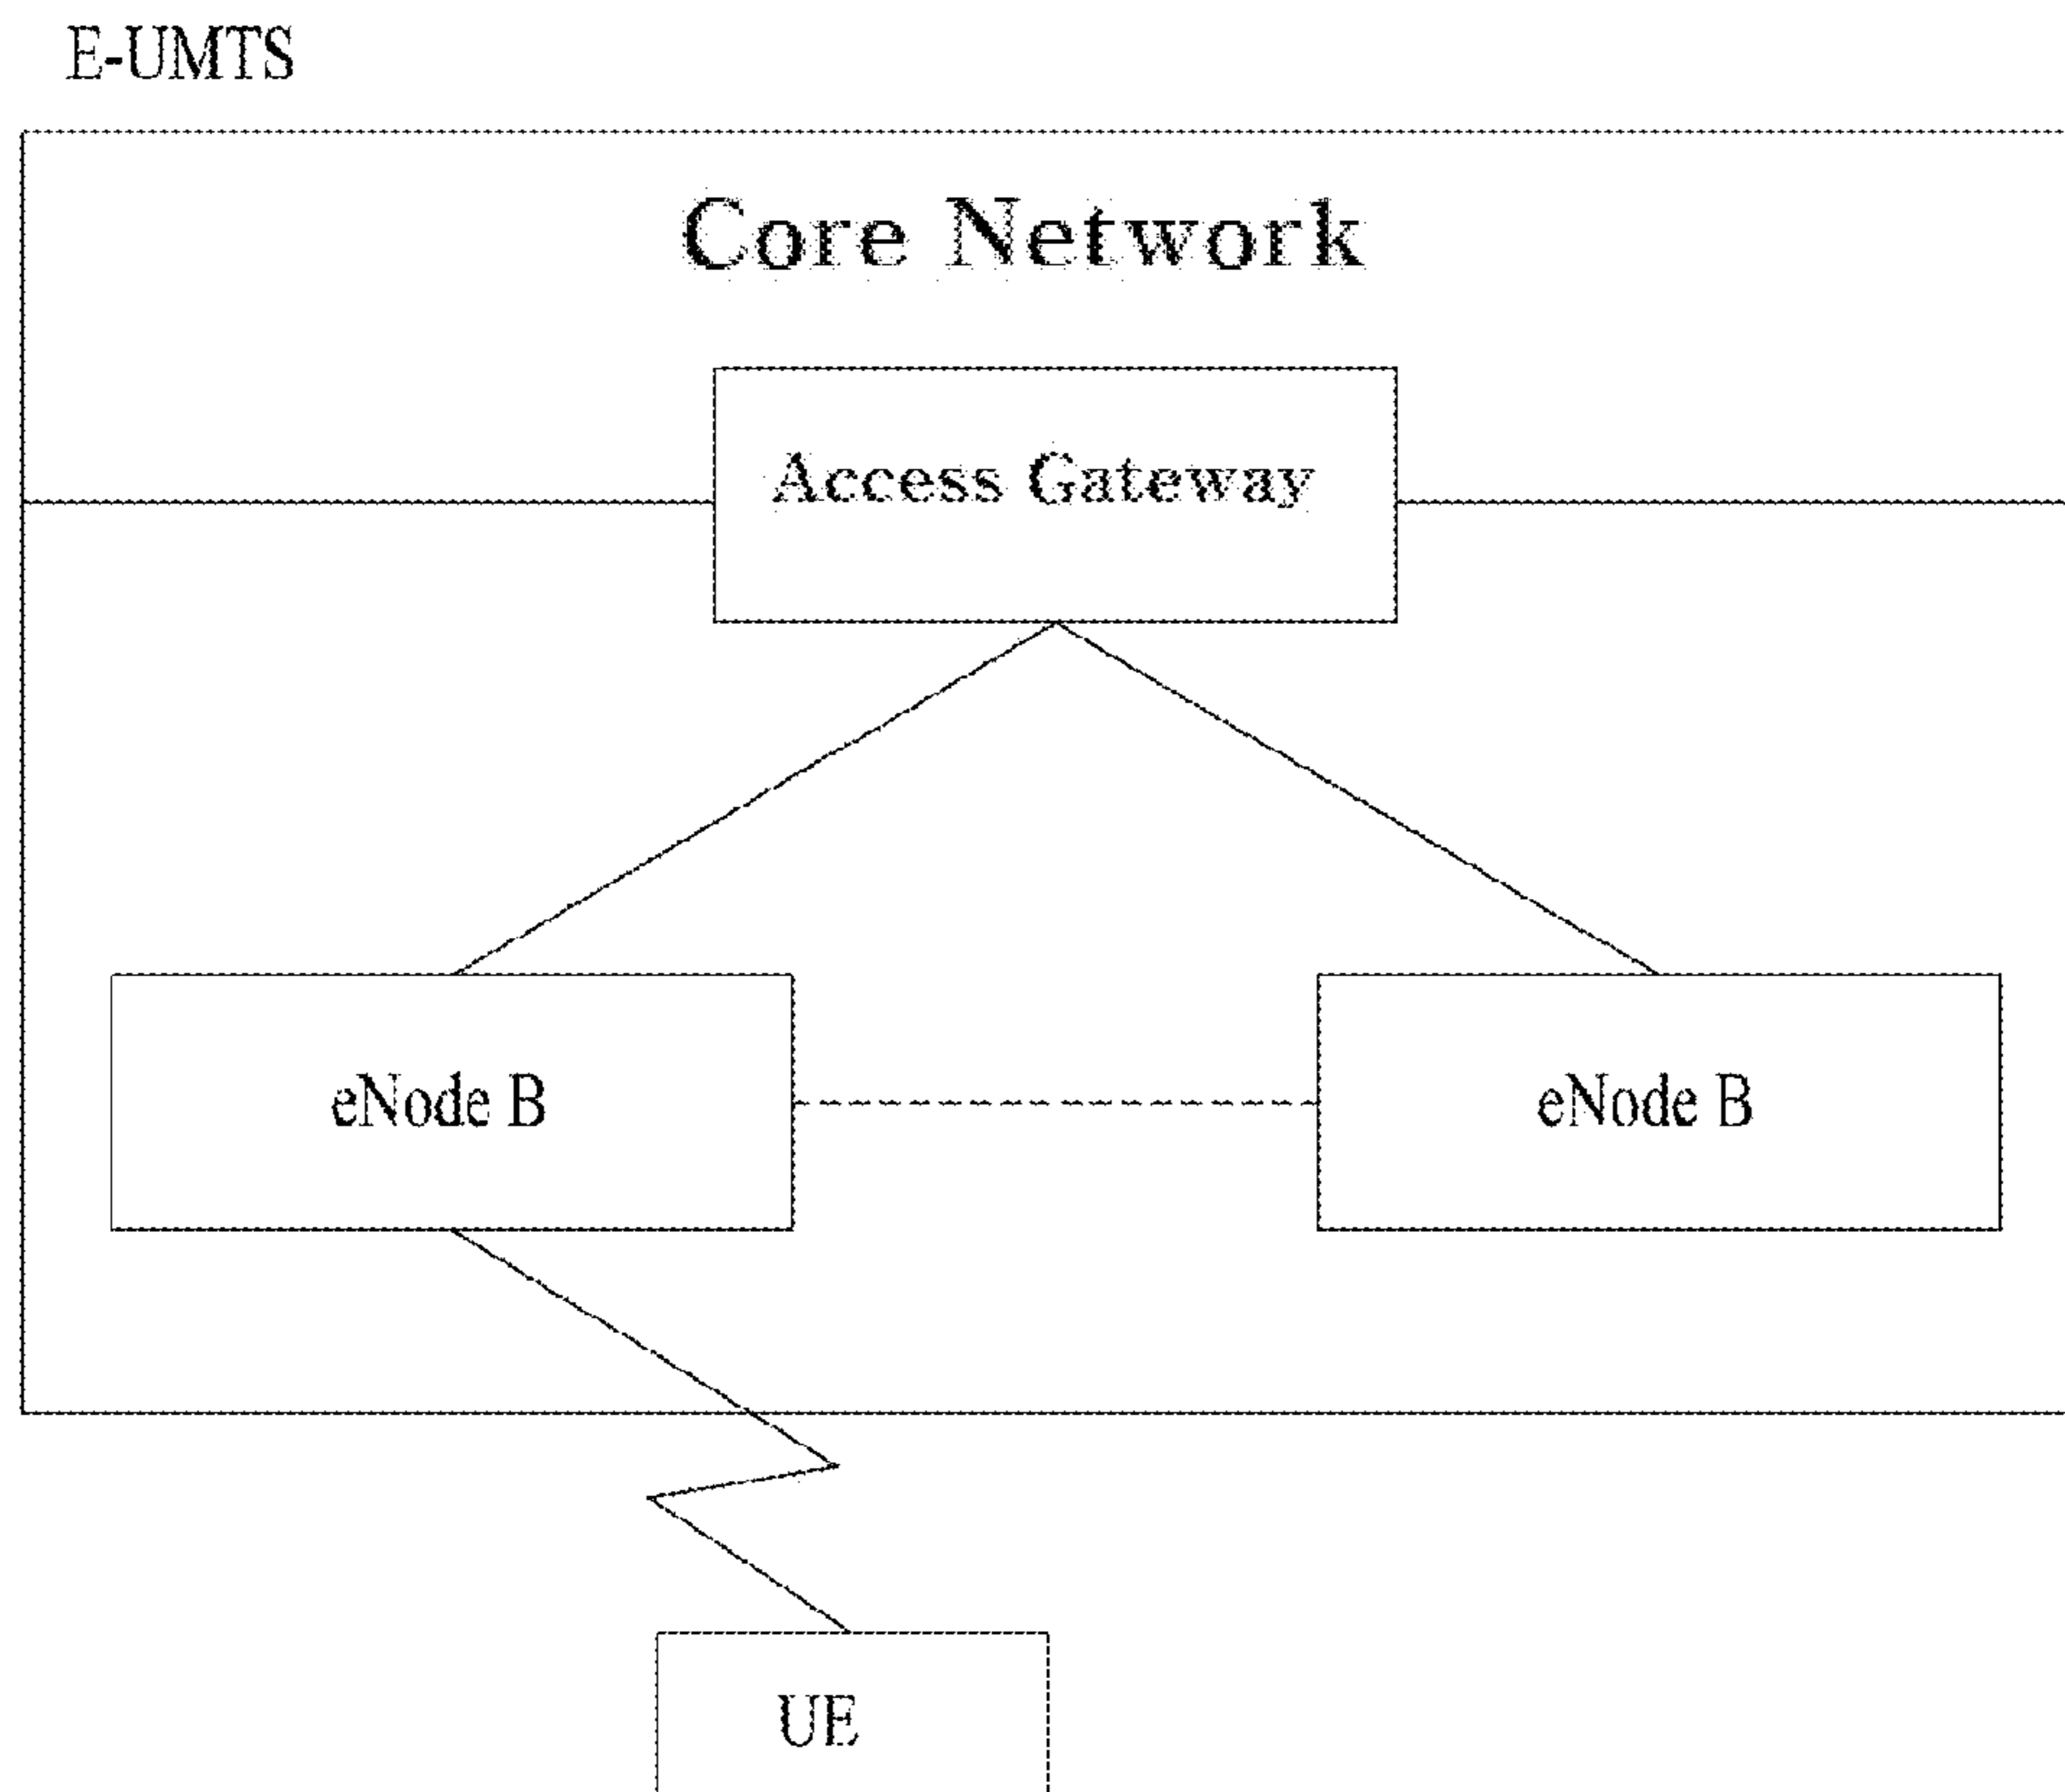 E-UMTS
Core Network
Access Gateway
eNode B
eNode B
UE